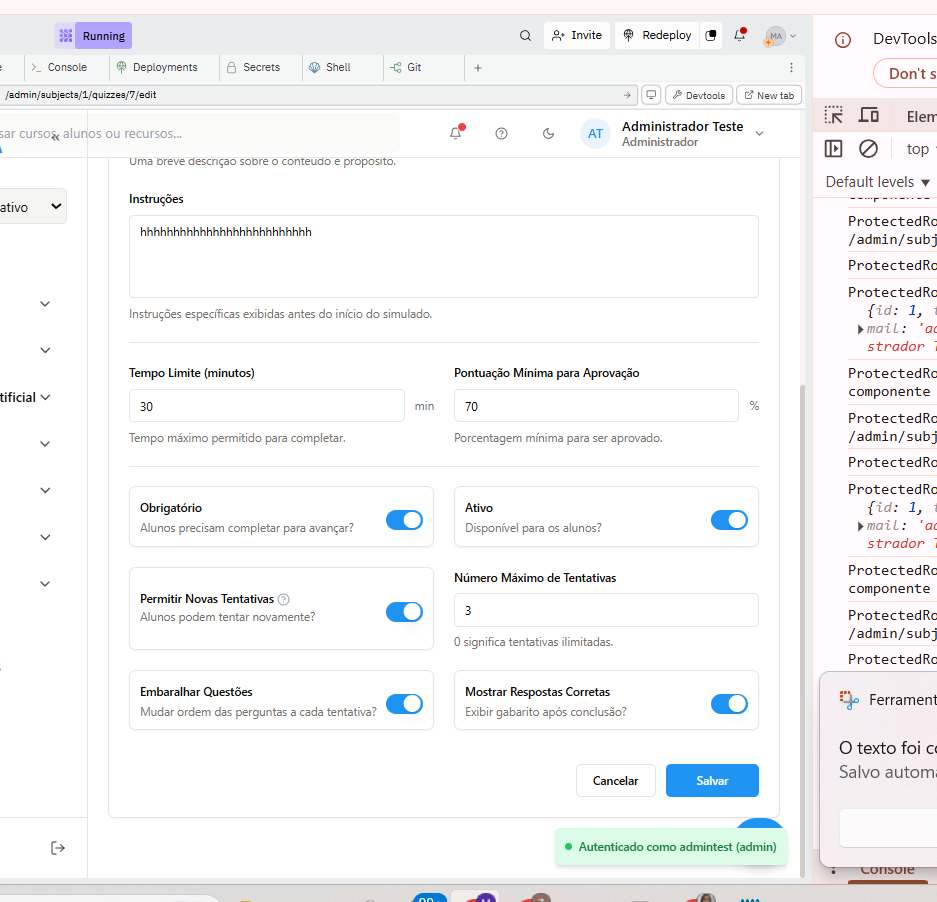 Running
Invite
Redeploy
MA
DevTools
Console
Deployments
Secrets
Shell
Git
Don't s
/admin/subjects/1/quizzes/7/edit
Devtools
New tab
Elem
sar cursos, alunos ou recursos...
AT
Administrador Teste
Administrador
top
Default levels
Uma breve descrição sobre o conteúdo e propósito.
ativo
Instruções
hhhhhhhhhhhhhhhhhhhhhhhhhh
Instruções específicas exibidas antes do início do simulado.
Tempo Limite (minutos)
Pontuação Mínima para Aprovação
30
min
70
%
Tempo máximo permitido para completar.
Porcentagem mínima para ser aprovado.
tificial
Obrigatório
Alunos precisam completar para avançar?
Ativo
Disponível para os alunos?
Permitir Novas Tentativas
Alunos podem tentar novamente?
Número Máximo de Tentativas
3
0 significa tentativas ilimitadas.
Embaralhar Questões
Mudar ordem das perguntas a cada tentativa?
Mostrar Respostas Corretas
Exibir gabarito após conclusão?
Cancelar
Salvar
Autenticado como admintest (admin)
ProtectedRo
/admin/subj
ProtectedRo
ProtectedRo
{id: 1, t
mail: 'ad
strador T
ProtectedRo
componente
ProtectedRo
/admin/subj
ProtectedRo
ProtectedRo
{id: 1, t
mail: 'ad
strador T
ProtectedRo
componente
ProtectedRo
/admin/subj
ProtectedRo
Ferrament
O texto foi co
Salvo automa
Console